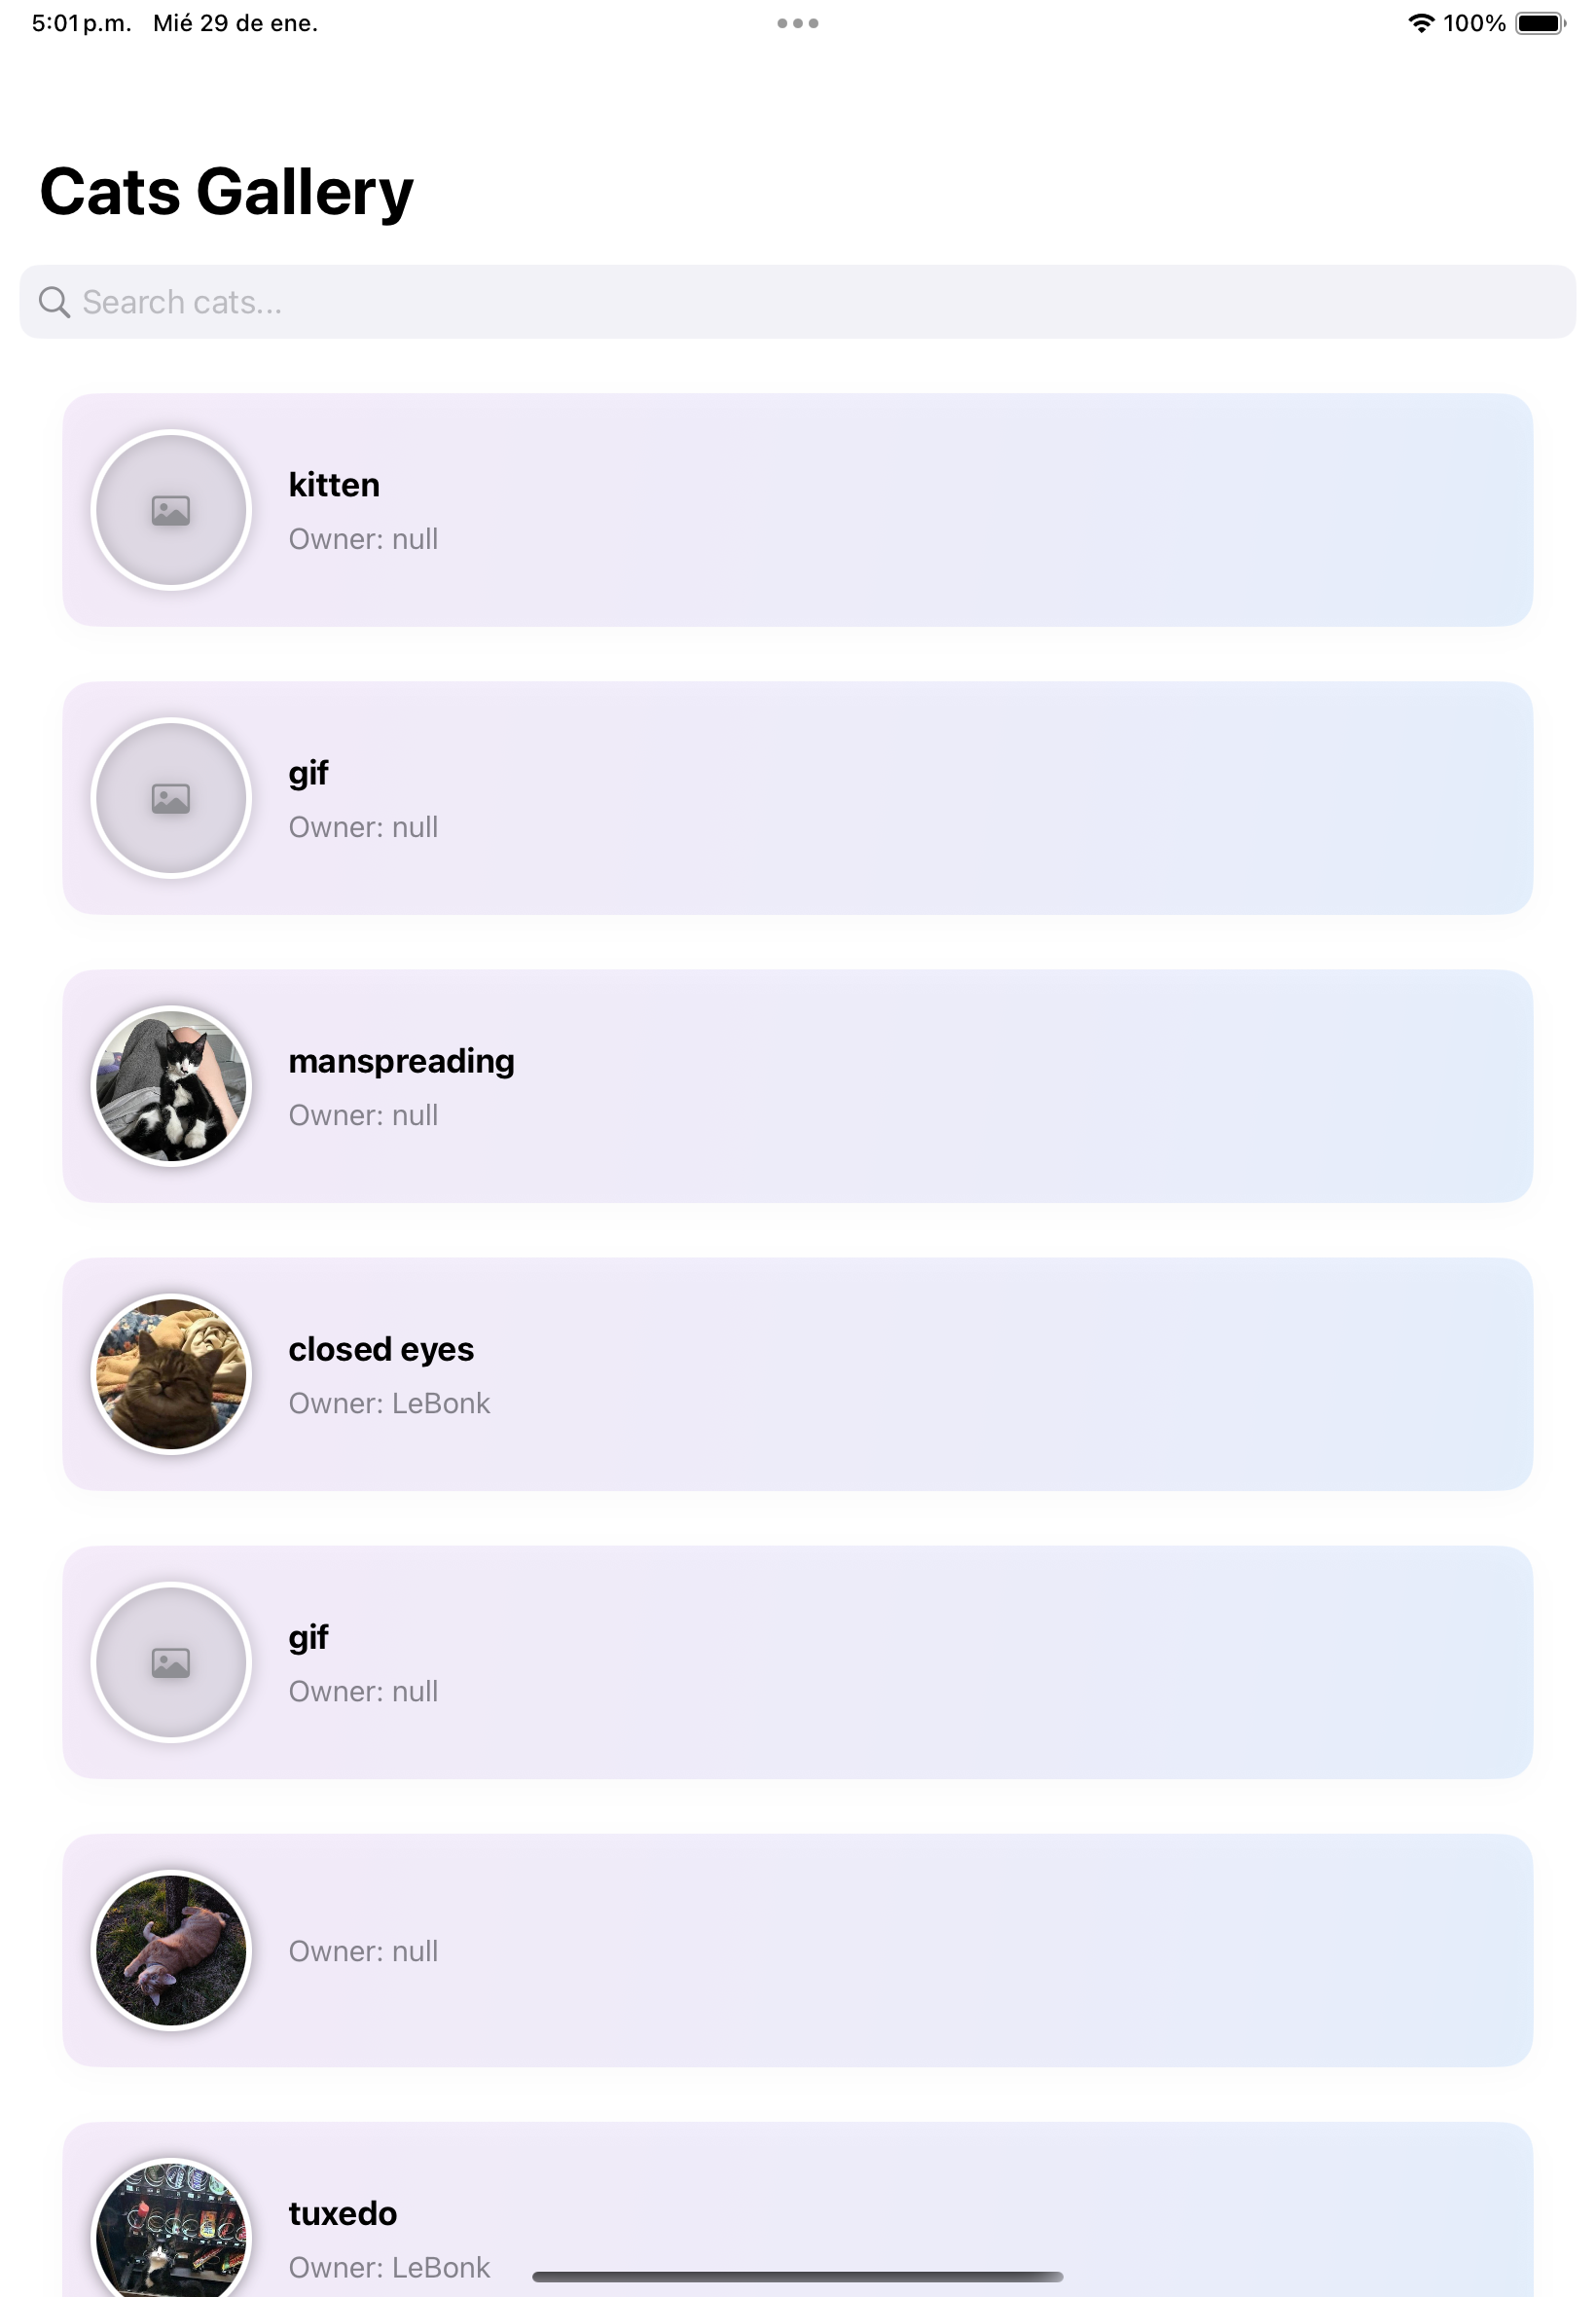 5:01 p.m. Mié 29 de ene.
100%
Cats Gallery
Search cats...
kitten
Owner: null
gif
Owner: null
manspreading
Owner: null
closed eyes
Owner: LeBonk
gif
Owner: null
Owner: null
tuxedo
Owner: LeBonk